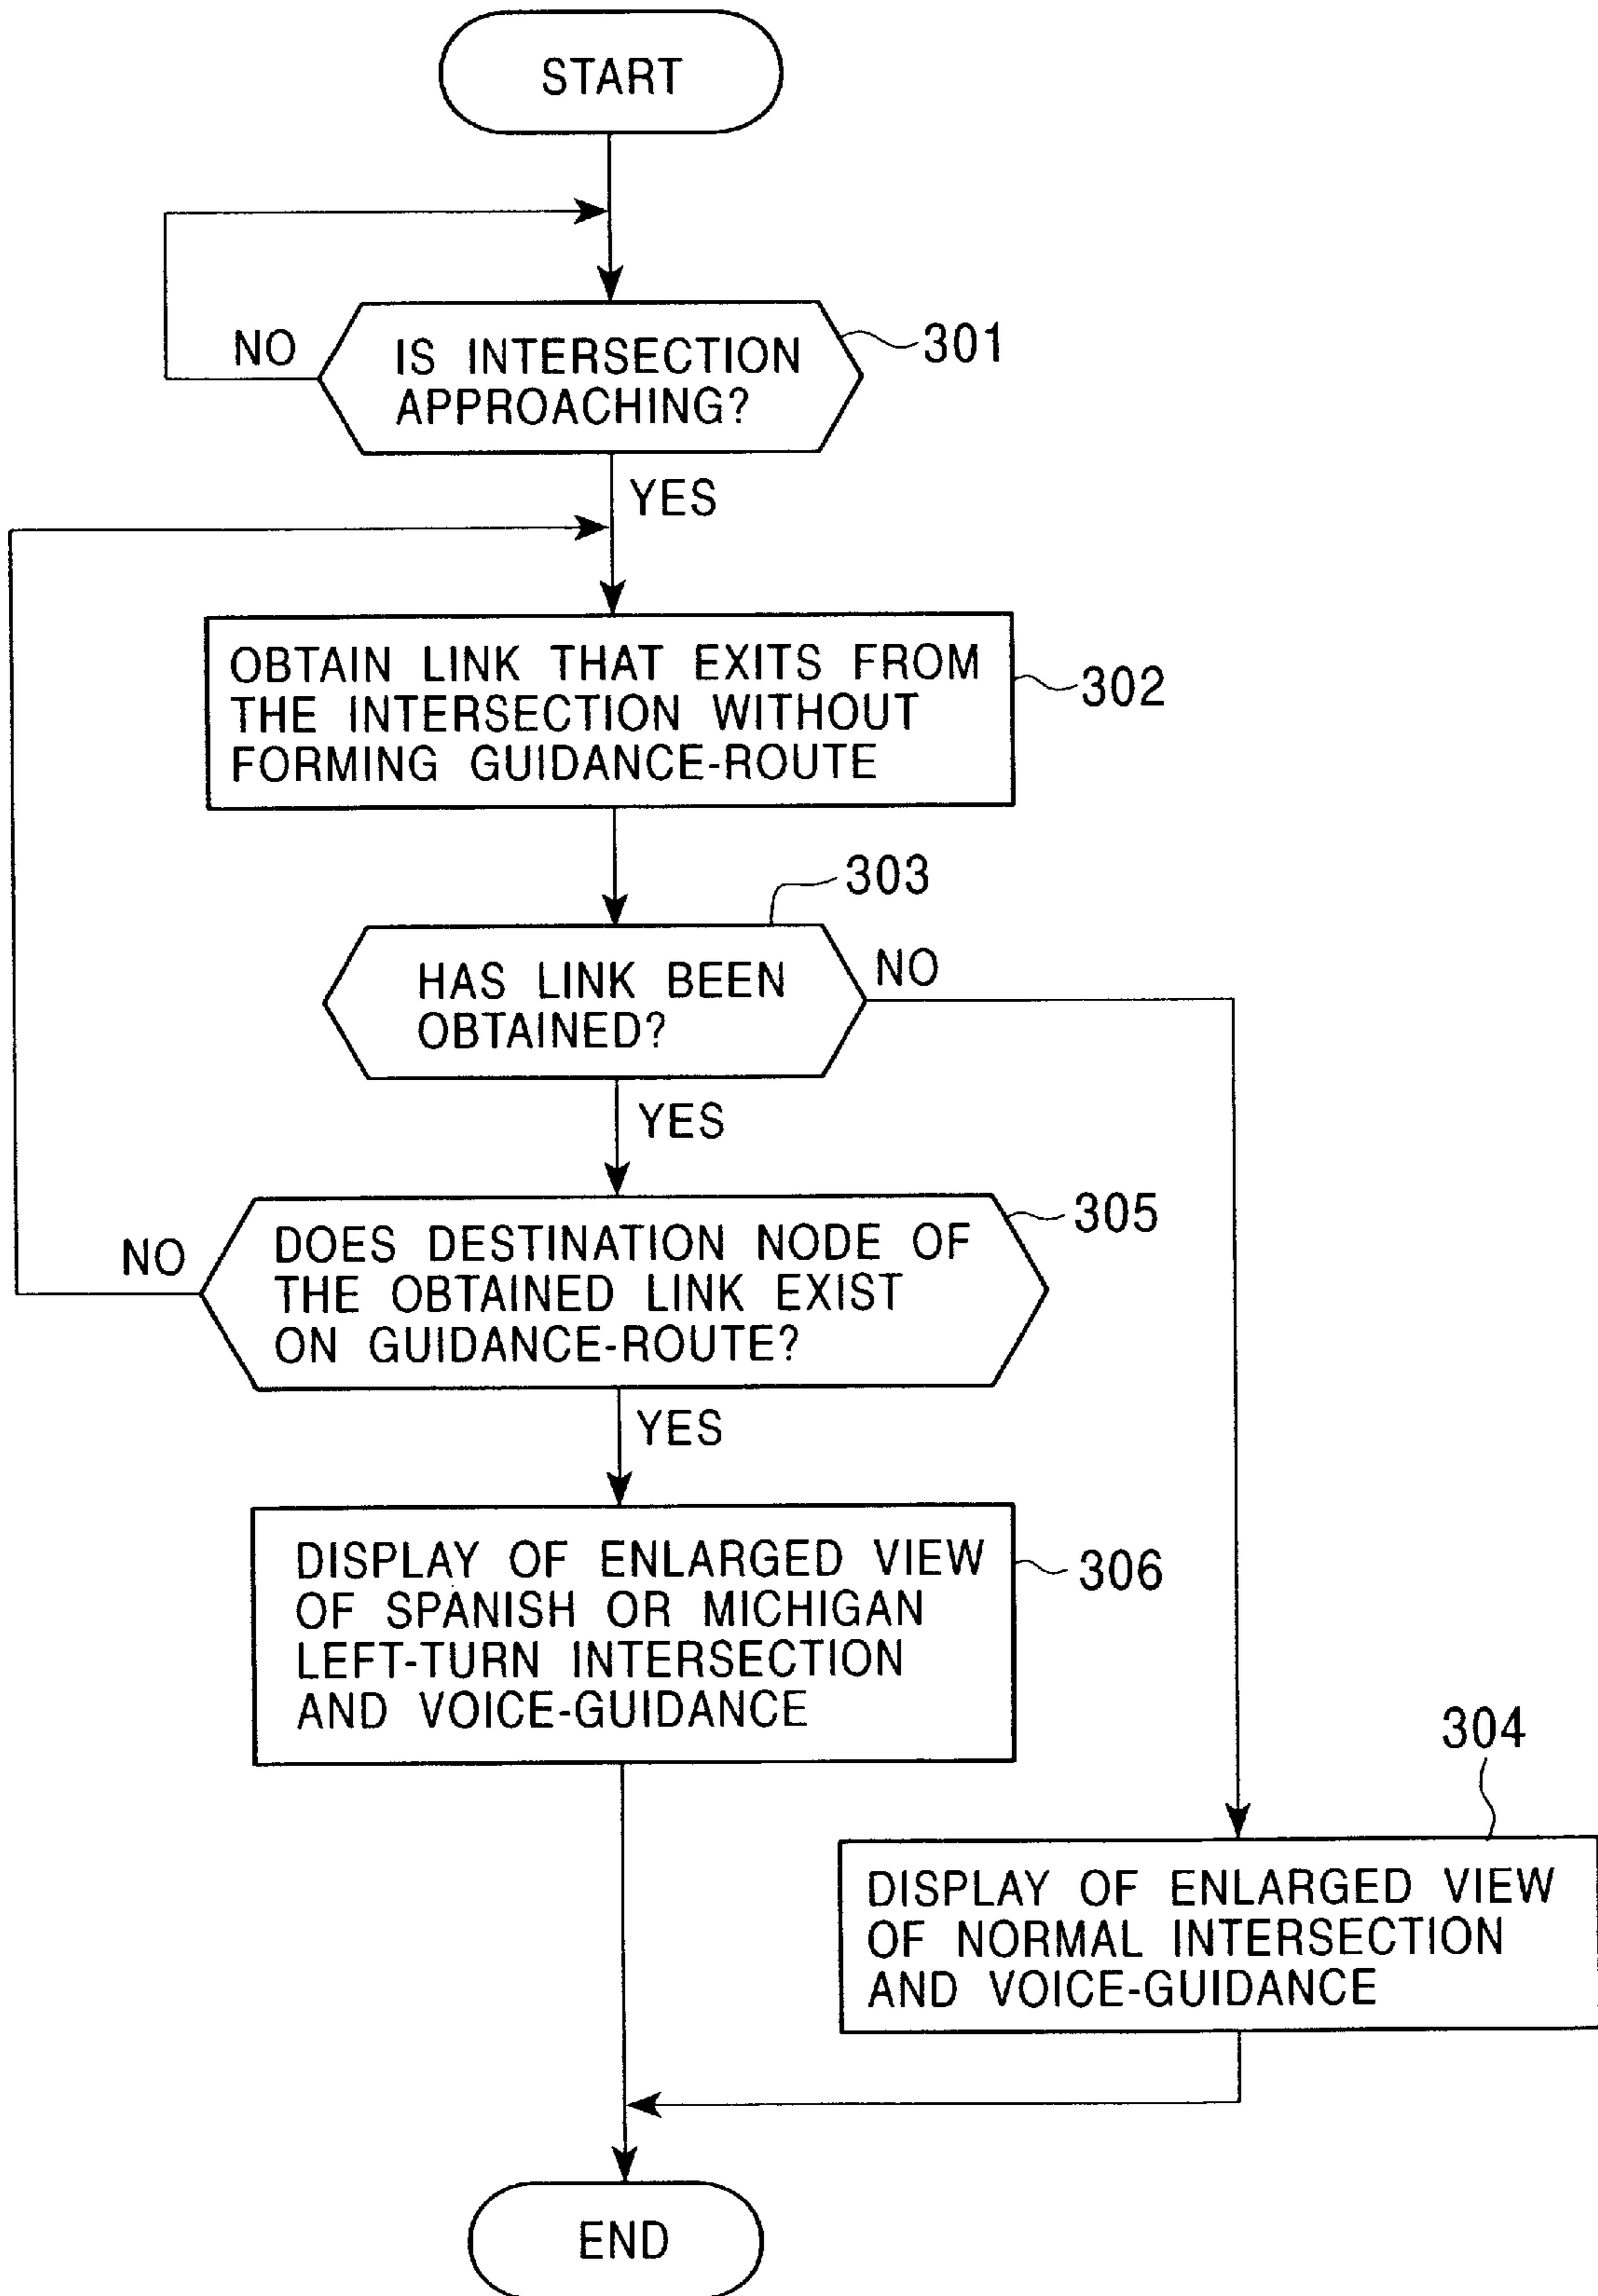 START
NO
IS INTERSECTION
APPROACHING?
301
YES
OBTAIN LINK THAT EXITS FROM
THE INTERSECTION WITHOUT
FORMING GUIDANCE-ROUTE
302
303
HAS LINK BEEN
OBTAINED?
NO
YES
NO
DOES DESTINATION NODE OF
THE OBTAINED LINK EXIST
ON GUIDANCE-ROUTE?
305
YES
DISPLAY OF ENLARGED VIEW
OF SPANISH OR MICHIGAN
LEFT-TURN INTERSECTION
AND VOICE-GUIDANCE
306
304
DISPLAY OF ENLARGED VIEW
OF NORMAL INTERSECTION
AND VOICE-GUIDANCE
END